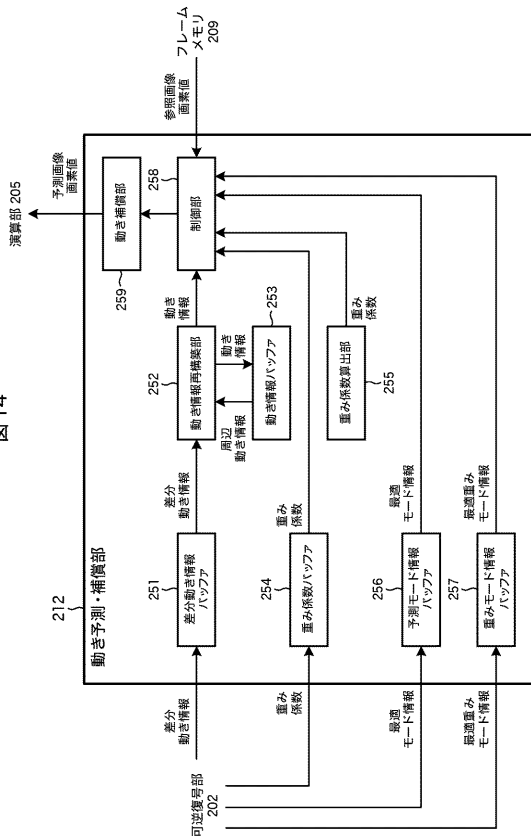 図 14
212
動き予測・補償部
可逆復号部
202
差分
動き情報
251
差分動き情報
バッファ
差分
動き情報
252
動き情報再構築部
動き情報
周辺
動き情報
動き
情報
253
動き情報バッファ
258
制御部
259
動き補償部
予測画像
画素値
演算部 205
参照画像
画素値
フレーム
メモリ
209
重み
係数
254
重み係数バッファ
重み
係数
重み係数算出部
255
重み
係数
最適
モード情報
256
予測モード情報
バッファ
最適
モード情報
最適重み
モード情報
257
重みモード情報
バッファ
最適重み
モード情報